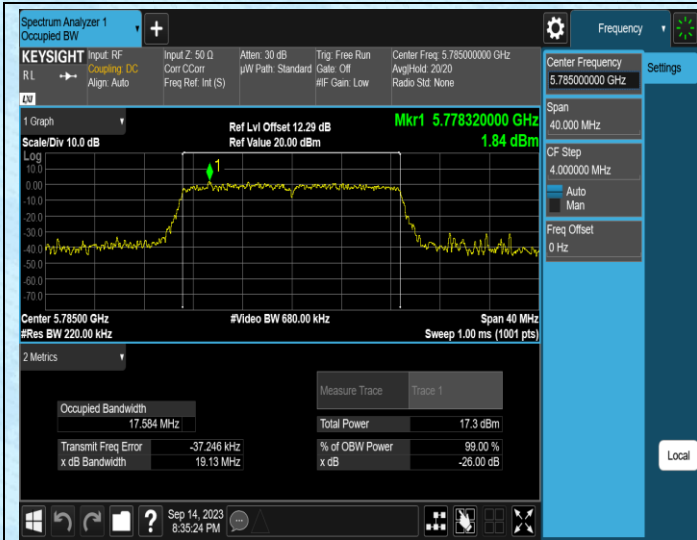 Spectrum Analyzer 1
Occupied BW
Frequency
KEYSIGHT
RL
LXI
Input: RF
Coupling: DC
Align: Auto
Input Z: 50 Ω
Corr CCorr
Freq Ref: Int (S)
Atten: 30 dB
µW Path: Standard
Trig: Free Run
Gate: Off
#IF Gain: Low
Center Freq: 5.785000000 GHz
Avg|Hold: 20/20
Radio Std: None
Center Frequency
5.785000000 GHz
Settings
Span
40.000 MHz
CF Step
4.000000 MHz
Auto
Man
Freq Offset
0 Hz
1 Graph
Scale/Div 10.0 dB
Ref Lvl Offset 12.29 dB
Ref Value 20.00 dBm
Mkr1 5.778320000 GHz
1.84 dBm
Log
10.0
0.00
-10.0
-20.0
-30.0
-40.0
-50.0
-60.0
-70.0
1
Center 5.78500 GHz
#Res BW 220.00 kHz
#Video BW 680.00 kHz
Span 40 MHz
Sweep 1.00 ms (1001 pts)
2 Metrics
Measure Trace
Trace 1
Occupied Bandwidth
17.584 MHz
Total Power
17.3 dBm
Transmit Freq Error
-37.246 kHz
% of OBW Power
99.00 %
x dB Bandwidth
19.13 MHz
x dB
-26.00 dB
Local
?
Sep 14, 2023
8:35:24 PM